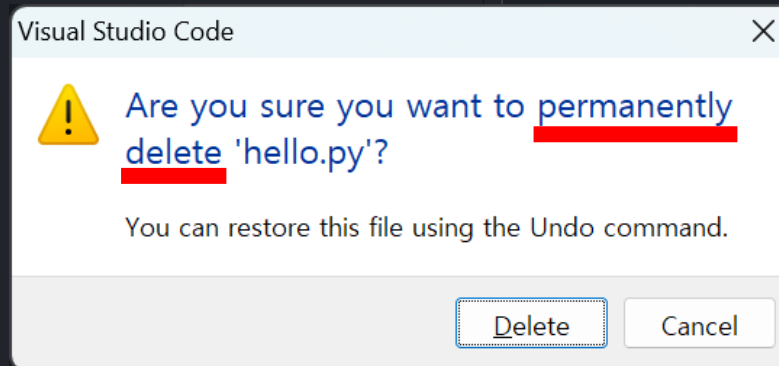 Visual Studio Code
Are you sure you want to permanently
delete 'hello.py'?
You can restore this file using the Undo command.
Delete
Cancel